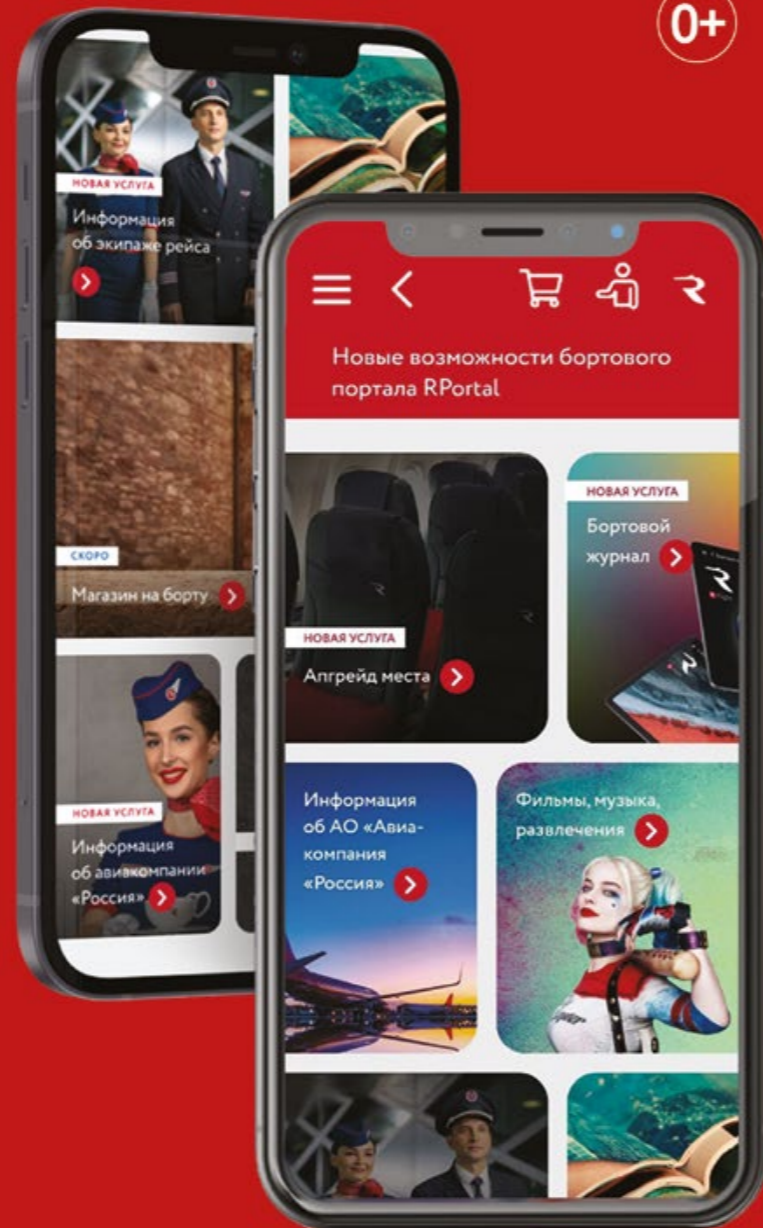 0+
НОВАЯ УСЛУГА
Информация
об экипаже рейса
СКОРО
Магазин на борту
НОВАЯ УСЛУГА
Информация
об авиакомпании
«Россия»
Новые возможности бортового
портала RPortal
НОВАЯ УСЛУГА
Апгрейд места
НОВАЯ УСЛУГА
Бортовой
журнал
Информация
об АО «Авиа-
компания
«Россия»
Фильмы, музыка,
развлечения